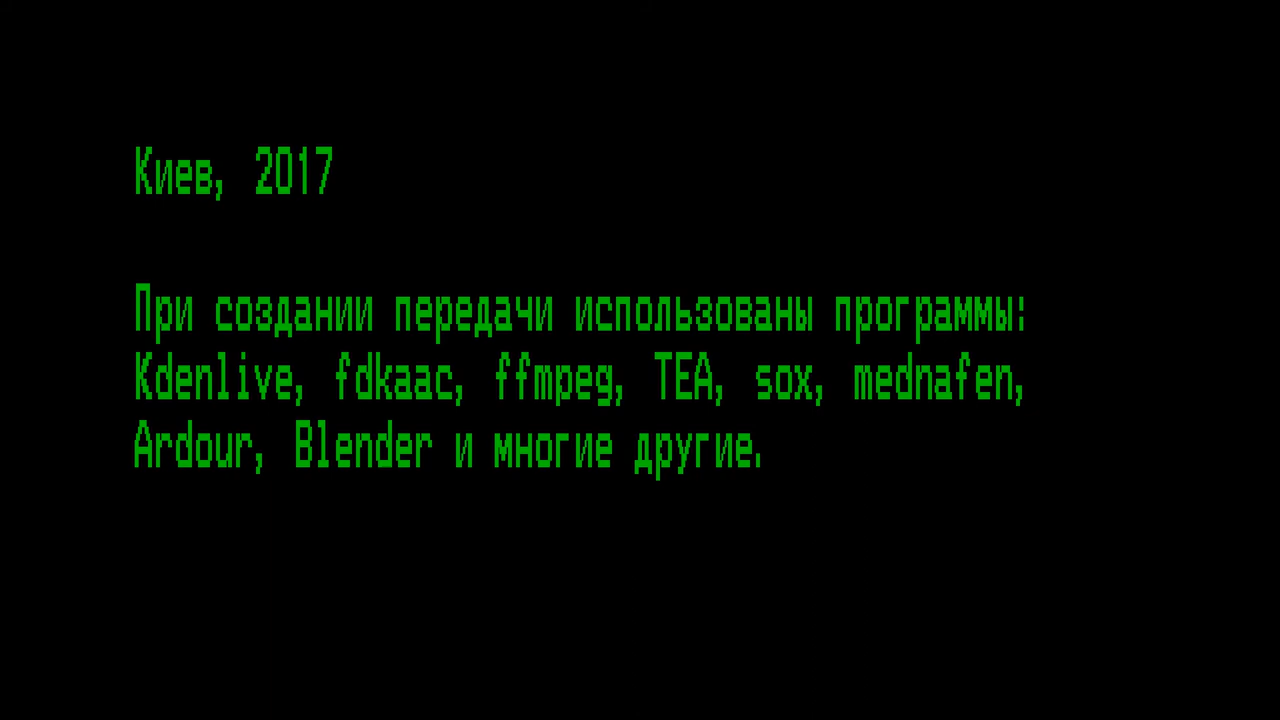 Киев, 2017
При создании передачи использованы программы:
Kdenlive, fdkaac, ffmpeg, TEA, sox, mednafen,
Ardour, Blender и многие другие.